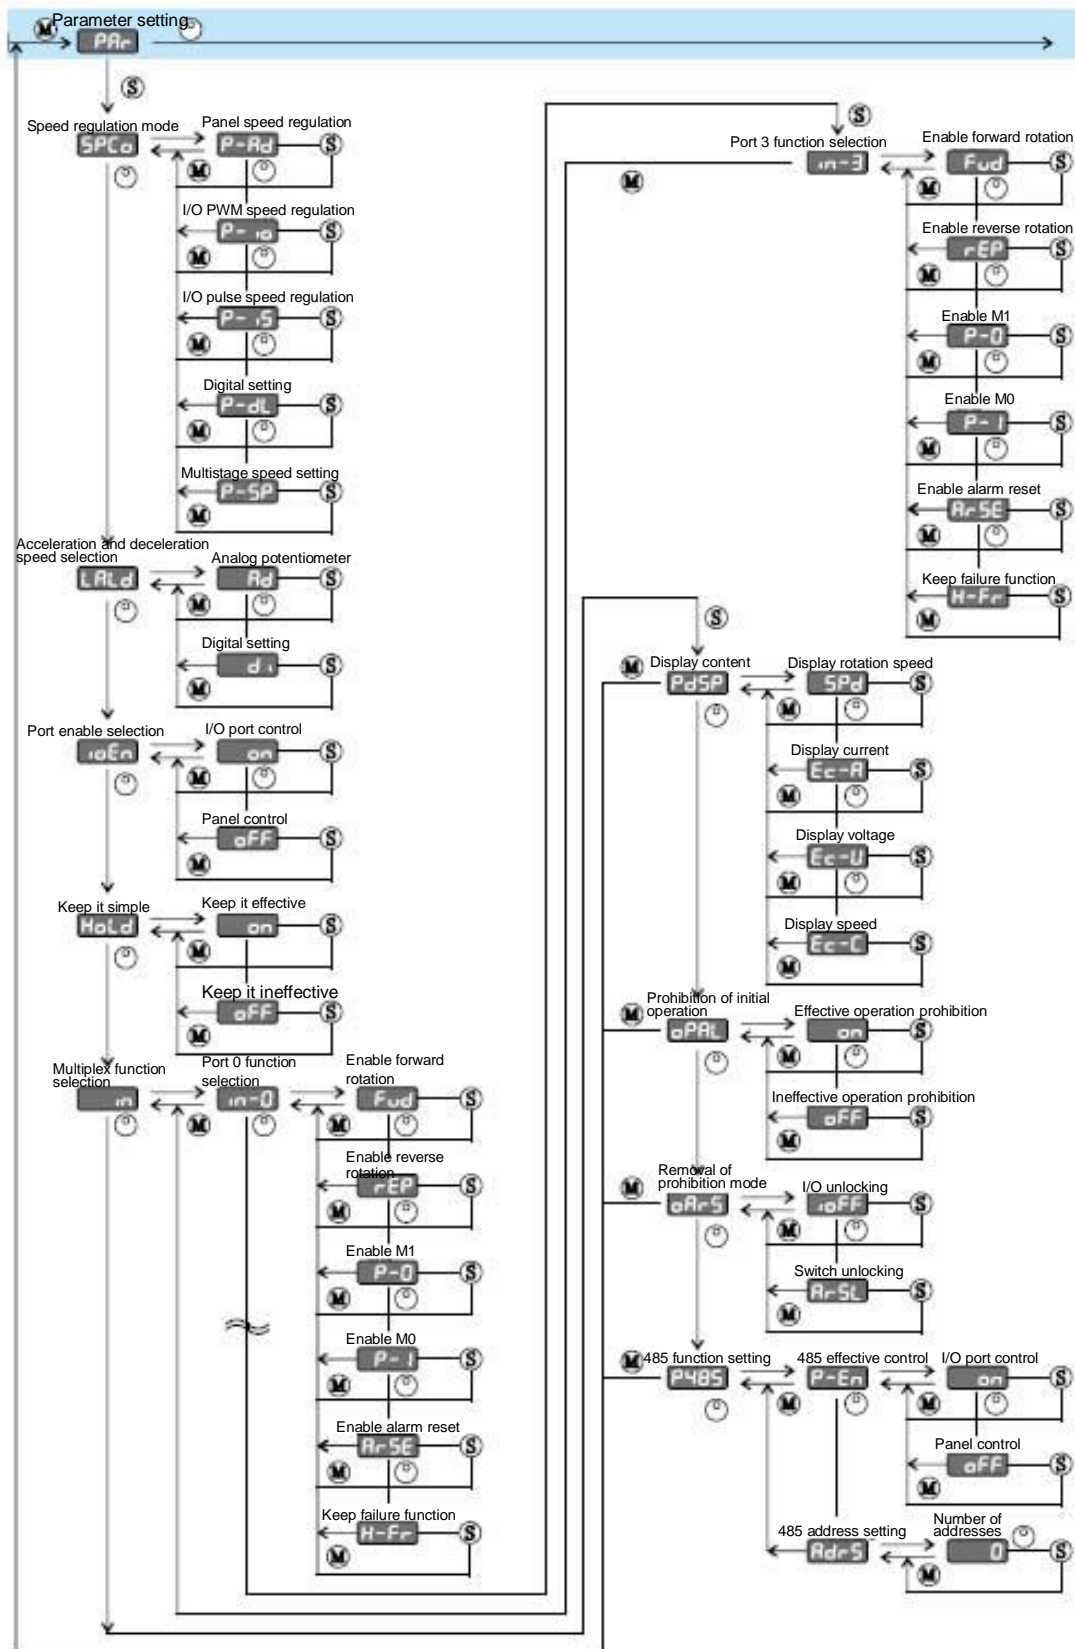 Parameter setting
M
PAr
S
Speed regulation mode
SPCo
Panel speed regulation
P-Ad
S
M
I/O PWM speed regulation
P-io
S
M
I/O pulse speed regulation
P-iS
S
M
Digital setting
P-dL
S
M
Multistage speed setting
P-SP
S
M
Acceleration and deceleration
speed selection
LALd
Analog potentiometer
Ad
S
M
Digital setting
di
S
M
Port enable selection
ioEn
I/O port control
on
S
M
Panel control
oFF
S
M
Keep it simple
HoLd
Keep it effective
on
S
M
Keep it ineffective
oFF
S
M
Multiplex function
selection
in
M
Port 0 function
selection
in-0
Enable forward
rotation
Fud
S
M
Enable reverse
rotation
rEP
S
M
Enable M1
P-0
S
M
Enable M0
P-1
S
M
Enable alarm reset
ArSE
S
M
Keep failure function
H-Fr
S
M
S
Port 3 function selection
in-3
M
Enable forward rotation
Fud
S
M
Enable reverse rotation
rEP
S
M
Enable M1
P-0
S
M
Enable M0
P-1
S
M
Enable alarm reset
ArSE
S
M
Keep failure function
H-Fr
S
M
S
M
Display content
PdSP
Display rotation speed
SPd
S
M
Display current
Ec-A
S
M
Display voltage
Ec-U
S
M
Display speed
Ec-C
S
M
Prohibition of initial
operation
M
oPAL
Effective operation prohibition
on
S
M
Ineffective operation prohibition
oFF
S
M
Removal of
prohibition mode
M
oArS
I/O unlocking
ioFF
S
M
Switch unlocking
ArSL
S
M
M
485 function setting
P485
485 effective control
P-En
M
I/O port control
on
S
M
Panel control
oFF
S
M
485 address setting
AdrS
Number of
addresses
0
S
M